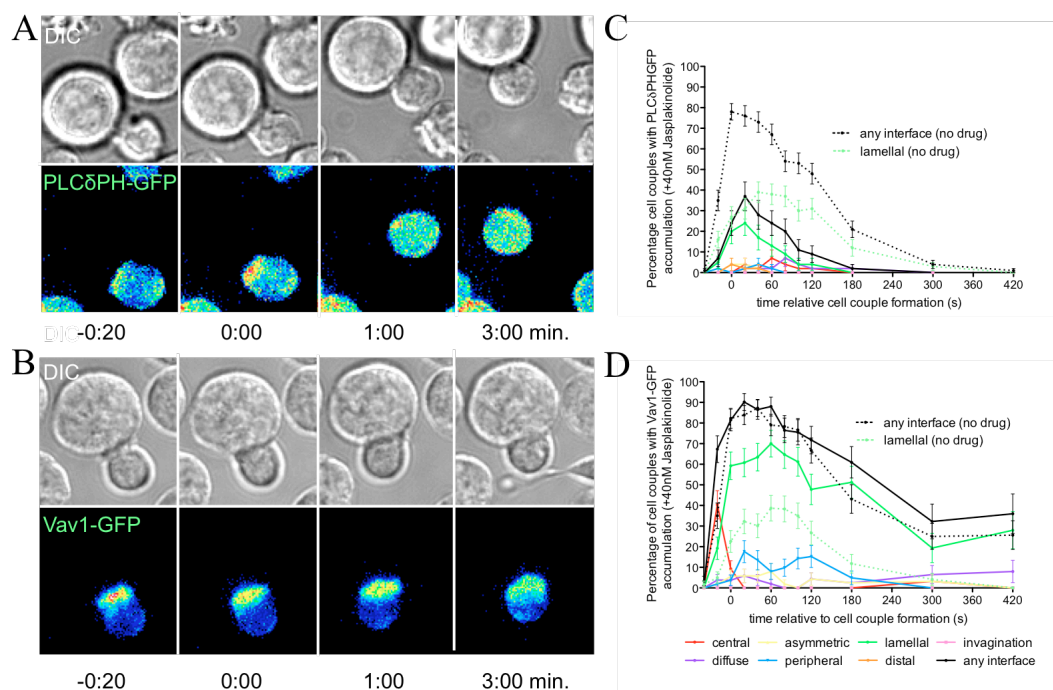 A
DIC
PLCδPH-GFP
DIC
-0:20 0:00 1:00 3:00 min.
B
DIC
Vav1-GFP
-0:20 0:00 1:00 3:00 min.
C
Percentage cell couples with PLCδPHGFP
accumulation (+40nM Jasplakinolide)
100
90
80
70
60
50
40
30
20
10
0
any interface (no drug)
lamellal (no drug)
0 60 120 180 240 300 360 420
time relative cell couple formation (s)
D
Percentage of cell couples with Vav1-GFP
accumulation (+40nM Jasplakinolide)
100
90
80
70
60
50
40
30
20
10
0
any interface (no drug)
lamellal (no drug)
0 60 120 180 240 300 360 420
time relative to cell couple formation (s)
central asymmetric lamellal invagination
diffuse peripheral distal any interface